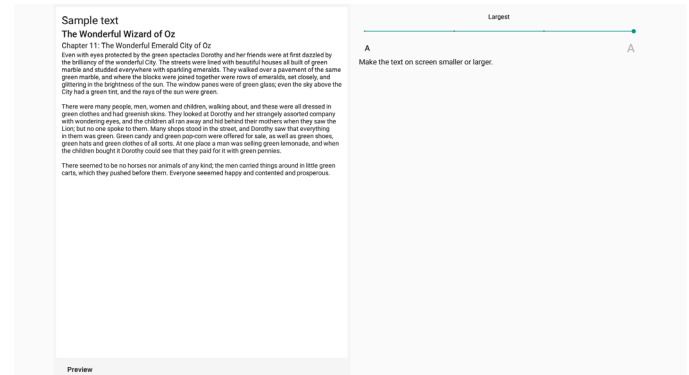 Sample text
The Wonderful Wizard of Oz
Chapter 11: The Wonderful Emerald City of Oz
Even with eyes protected by the green spectacles Dorothy and her friends were at first dazzled by
the brilliancy of the wonderful City. The streets were lined with beautiful houses all built of green
marble and studded everywhere with sparkling emeralds. They walked over a pavement of the same
green marble, and where the blocks were joined together were rows of emeralds, set closely, and
glittering in the brightness of the sun. The window panes were of green glass; even the sky above the
City had a green tint, and the rays of the sun were green.
There were many people, men, women and children, walking about, and these were all dressed in
green clothes and had greenish skins. They looked at Dorothy and her strangely assorted company
with wondering eyes, and the children all ran away and hid behind their mothers when they saw the
Lion; but no one spoke to them. Many shops stood in the street, and Dorothy saw that everything
in them was green. Green candy and green pop-corn were offered for sale, as well as green shoes,
green hats and green clothes of all sorts. At one place a man was selling green lemonade, and when
the children bought it Dorothy could see that they paid for it with green pennies.
There seemed to be no horses nor animals of any kind; the men carried things around in little green
carts, which they pushed before them. Everyone seeemed happy and contented and prosperous.
Preview
Largest
A A
Make the text on screen smaller or larger.